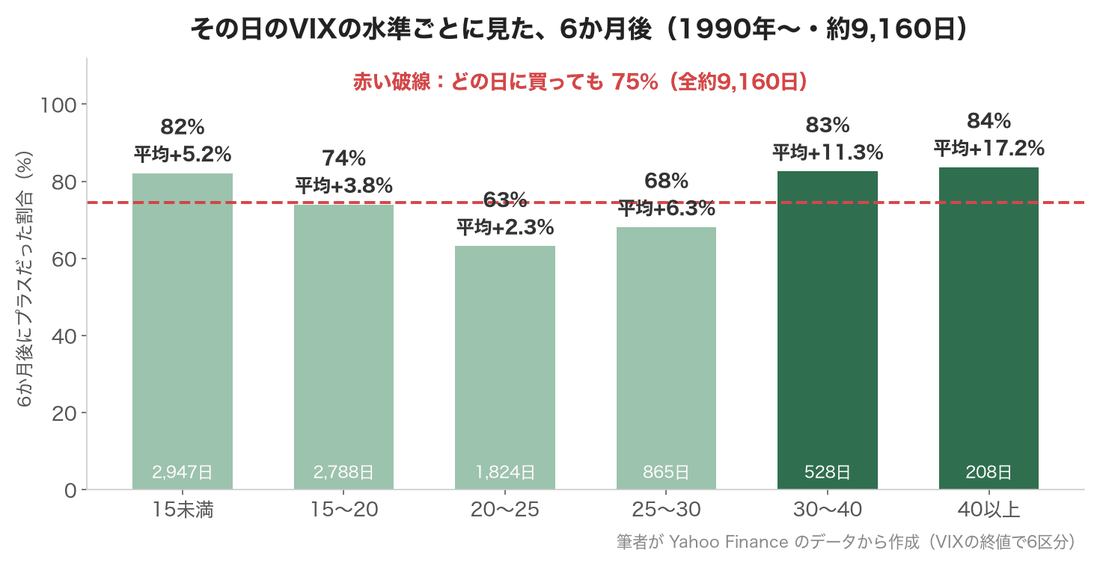 その日のVIXの水準ごとに見た、6か月後（1990年〜・約9,160日）
赤い破線：どの日に買っても 75%（全約9,160日）
6か月後にプラスだった割合（%）
100
80
60
40
20
0
82%
平均+5.2%
74%
平均+3.8%
63%
平均+2.3%
68%
平均+6.3%
83%
平均+11.3%
84%
平均+17.2%
2,947日
2,788日
1,824日
865日
528日
208日
15未満
15〜20
20〜25
25〜30
30〜40
40以上
筆者が Yahoo Finance のデータから作成（VIXの終値で6区分）